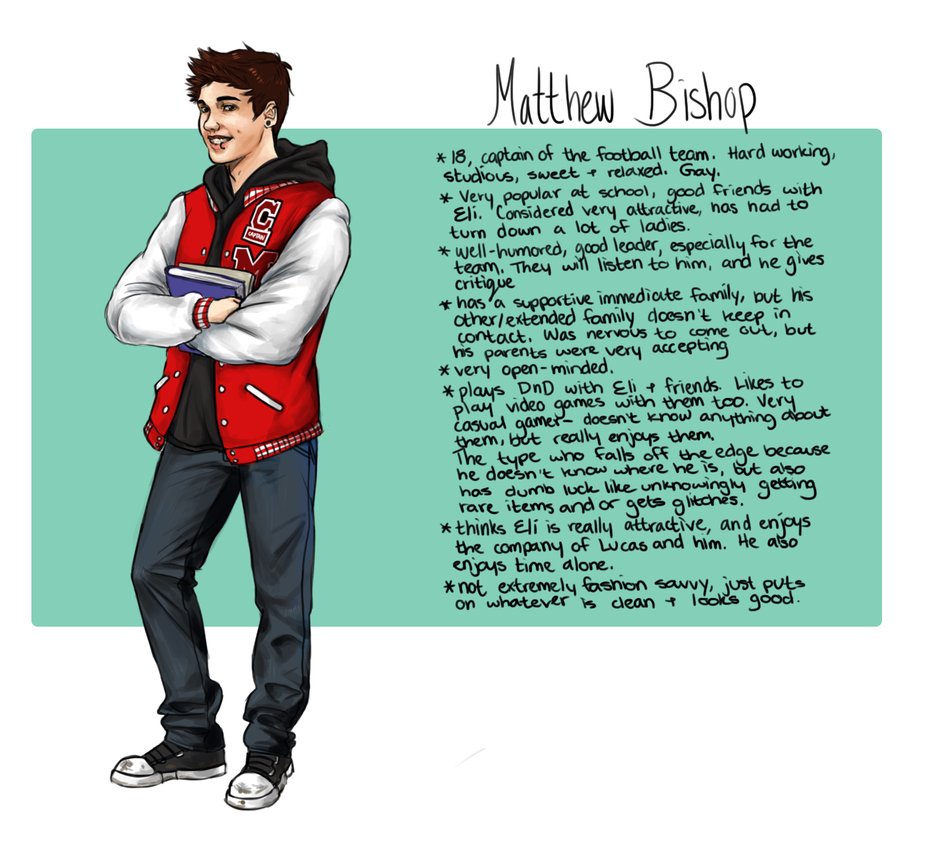 Matthew Bishop
* 18, captain of the football team. Hard working,
studious, sweet + relaxed. Gay.
* Very popular at school, good friends with
Eli. Considered very attractive, has had to
turn down a lot of ladies.
* well-humored, good leader, especially for the
team. They will listen to him, and he gives
critique
* has a supportive immediate family, but his
other/extended family doesn't keep in
contact. Was nervous to come out, but
his parents were very accepting
* very open-minded.
* plays DnD with Eli + friends. Likes to
play video games with them too. Very
casual gamer- doesn't know anything about
them, but really enjoys them.
The type who falls off the edge because
he doesn't know where he is, but also
has dumb luck like unknowingly getting
rare items and or gets glitches.
* thinks Eli is really attractive, and enjoys
the company of Lucas and him. He also
enjoys time alone.
* not extremely fashion savvy, just puts
on whatever is clean + looks good.
C
CAPTAIN
M